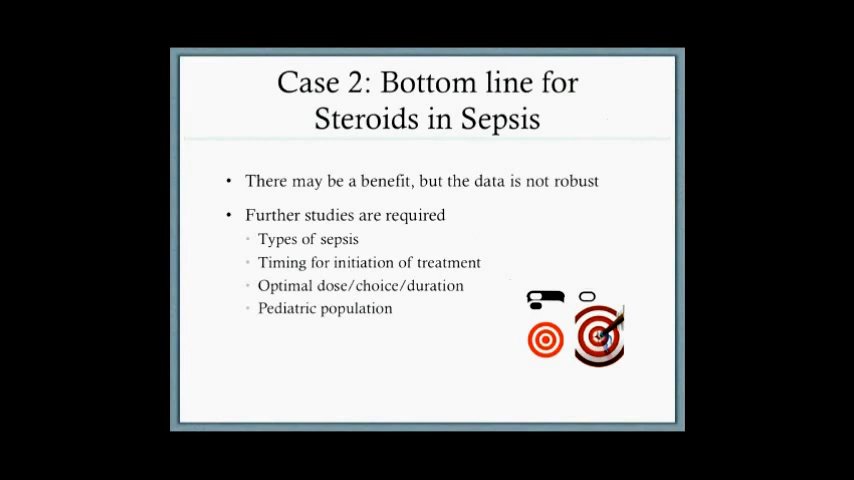 Case 2: Bottom line for
Steroids in Sepsis
• There may be a benefit, but the data is not robust
• Further studies are required
• Types of sepsis
• Timing for initiation of treatment
• Optimal dose/choice/duration
• Pediatric population